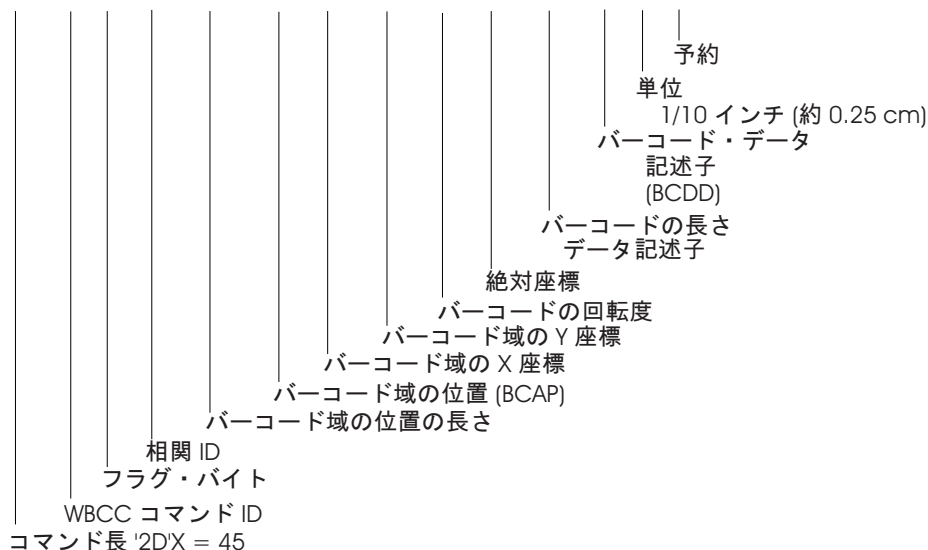 予約
単位
1/10 インチ (約 0.25 cm)
バーコード・データ
記述子
(BCDD)
バーコードの長さ
データ記述子
絶対座標
バーコードの回転度
バーコード域の Y 座標
バーコード域の X 座標
バーコード域の位置 (BCAP)
バーコード域の位置の長さ
相関 ID
フラグ・バイト
WBCC コマンド ID
コマンド長 '2D'X = 45